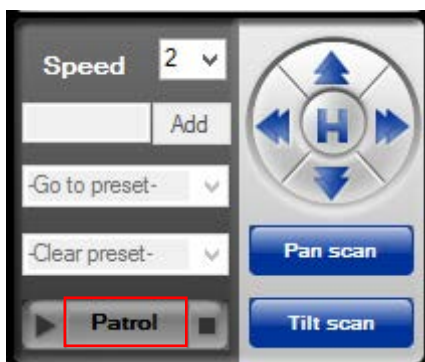 Speed 2
Add
-Go to preset-
-Clear preset-
Patrol
H
Pan scan
Tilt scan